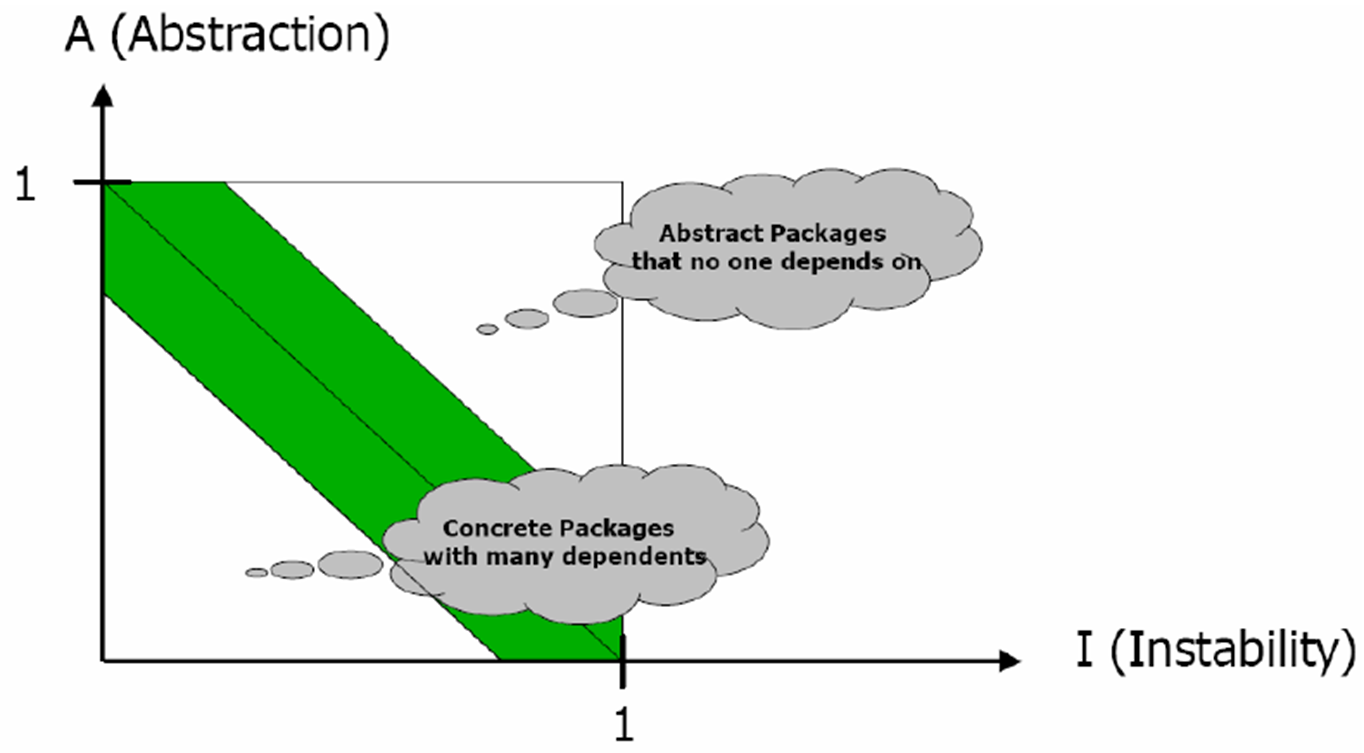 A (Abstraction)
1
Abstract Packages
that no one depends on
Concrete Packages
with many dependents
I (Instability)
1